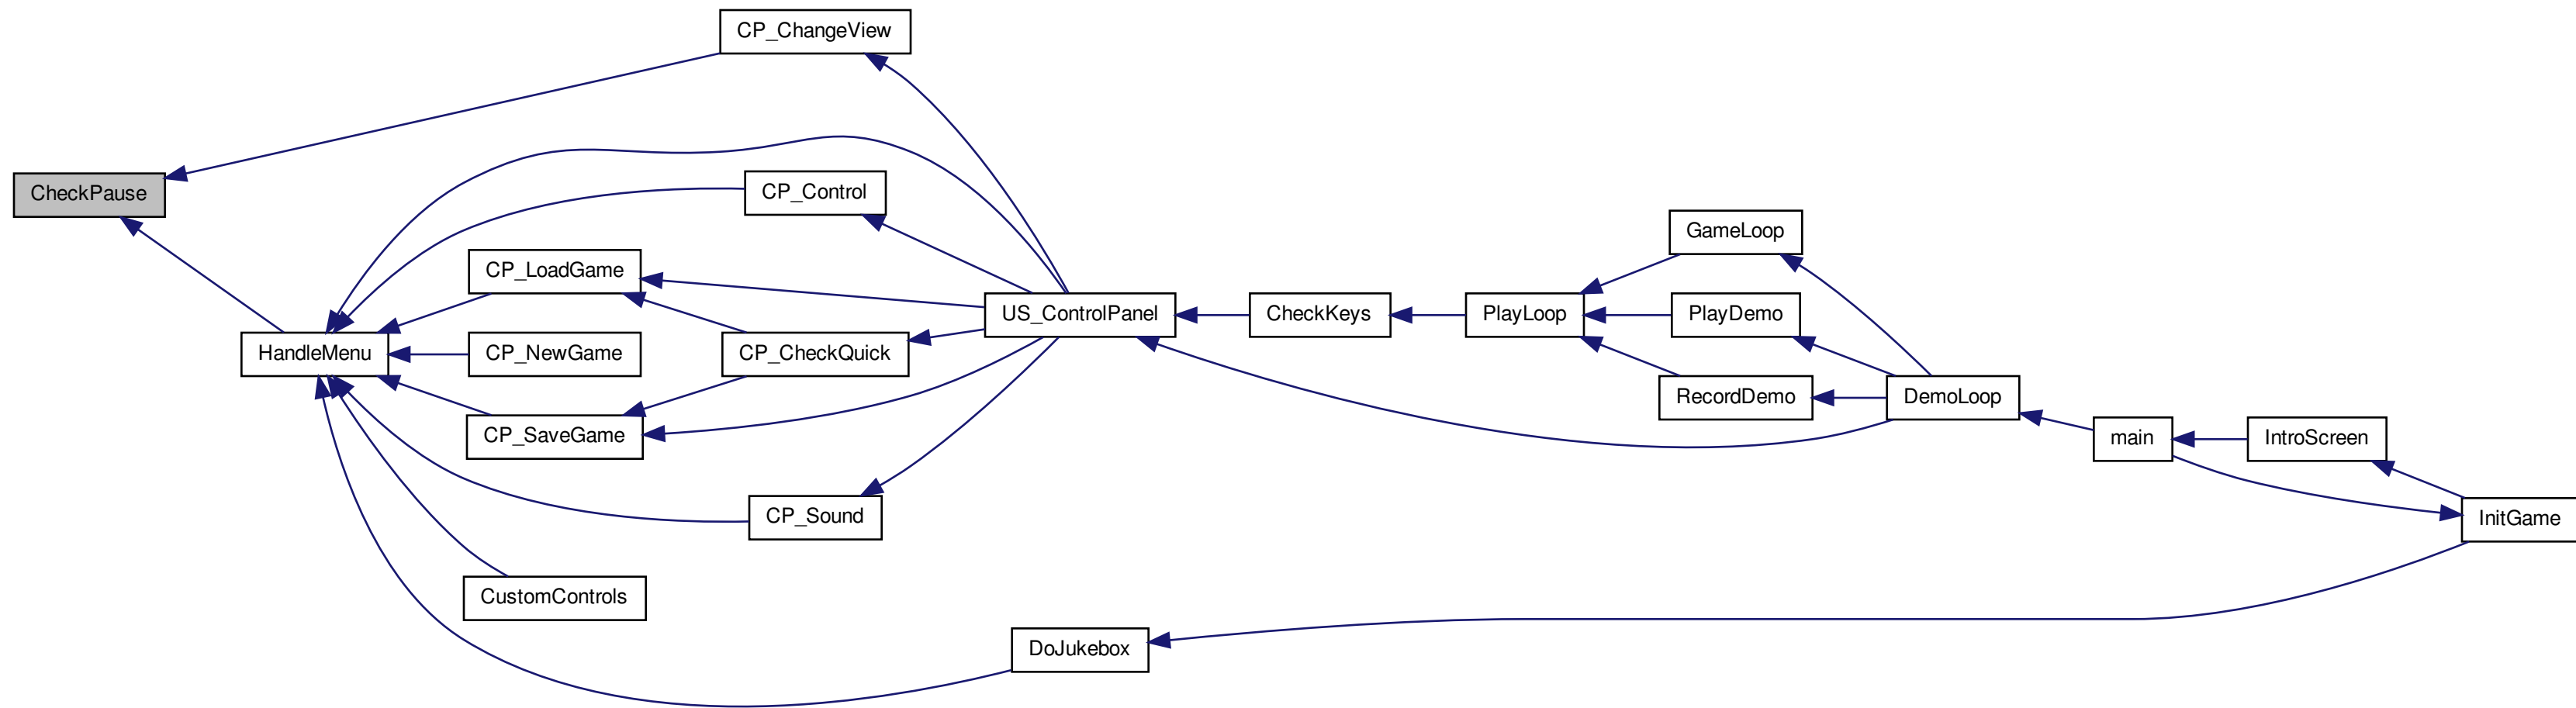 CP_ChangeView
CheckPause
CP_Control
GameLoop
CP_LoadGame
US_ControlPanel
CheckKeys
PlayLoop
PlayDemo
HandleMenu
CP_NewGame
CP_CheckQuick
RecordDemo
DemoLoop
CP_SaveGame
main
IntroScreen
CP_Sound
InitGame
CustomControls
DoJukebox